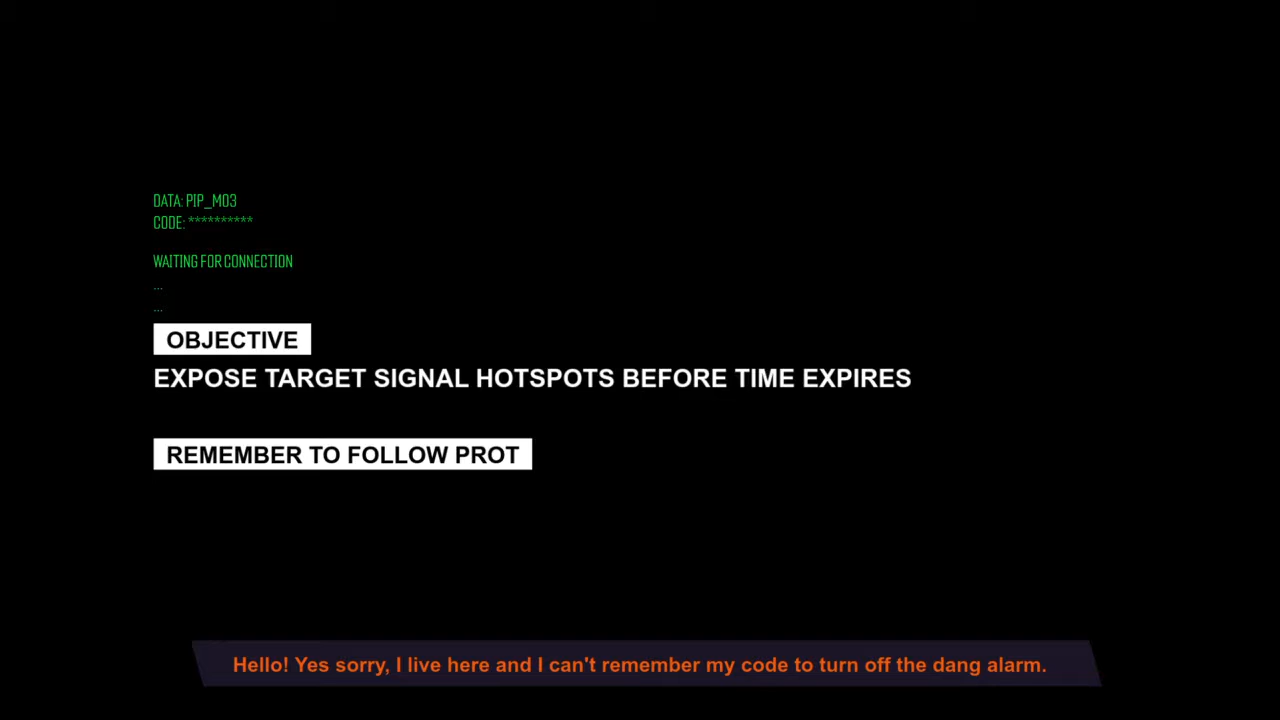 DATA: PIP_M03
CODE: **********
WAITING FOR CONNECTION
...
...
OBJECTIVE
EXPOSE TARGET SIGNAL HOTSPOTS BEFORE TIME EXPIRES
REMEMBER TO FOLLOW PROT
Hello! Yes sorry, I live here and I can't remember my code to turn off the dang alarm.